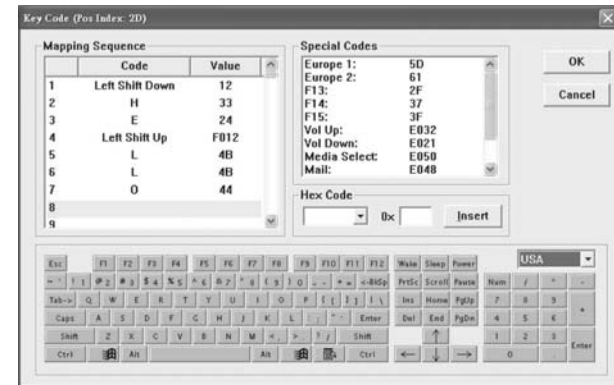 Key Code (Pos Index: 2D)
Mapping Sequence
Code Value
1 Left Shift Down 12
2 H 33
3 E 24
4 Left Shift Up F012
5 L 4B
6 L 4B
7 O 44
8
9
Special Codes
Europe 1: 5D
Europe 2: 61
F13: 2F
F14: 37
F15: 3F
Vol Up: E032
Vol Down: E021
Media Select: E050
Mail: E048
Hex Code
0x
Insert
OK
Cancel
USA
Esc F1 F2 F3 F4 F5 F6 F7 F8 F9 F10 F11 F12 Wake Sleep Power
<-BkSp PrtSc Scroll Pause Num / * -
Tab-> Q W E R T Y U I O P Ins Home PgUp 7 8 9 +
Caps A S D F G H J K L Enter Del End PgDn 4 5 6
Shift Z X C V B N M Shift ↑ 1 2 3 Enter
Ctrl Alt Alt Ctrl ← ↓ → 0 .